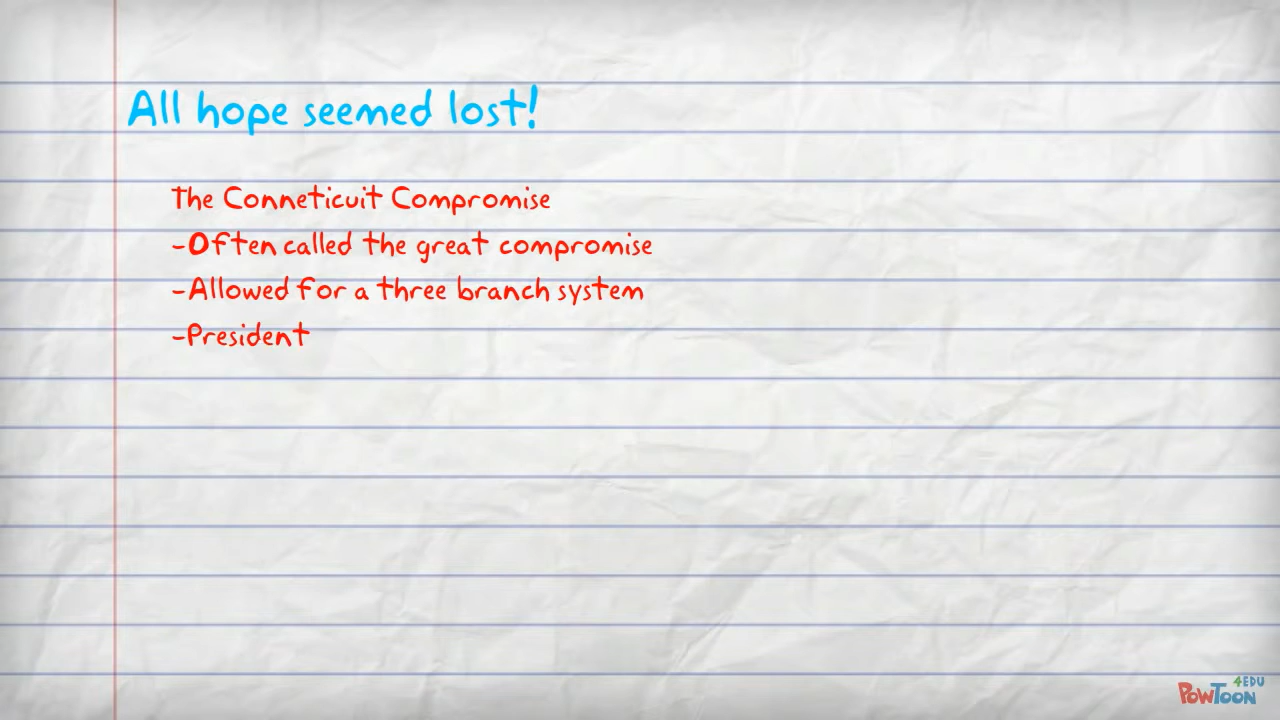 All hope seemed lost!
The Conneticuit Compromise
-Often called the great compromise
-Allowed for a three branch system
-President
4EDU
POWTOON